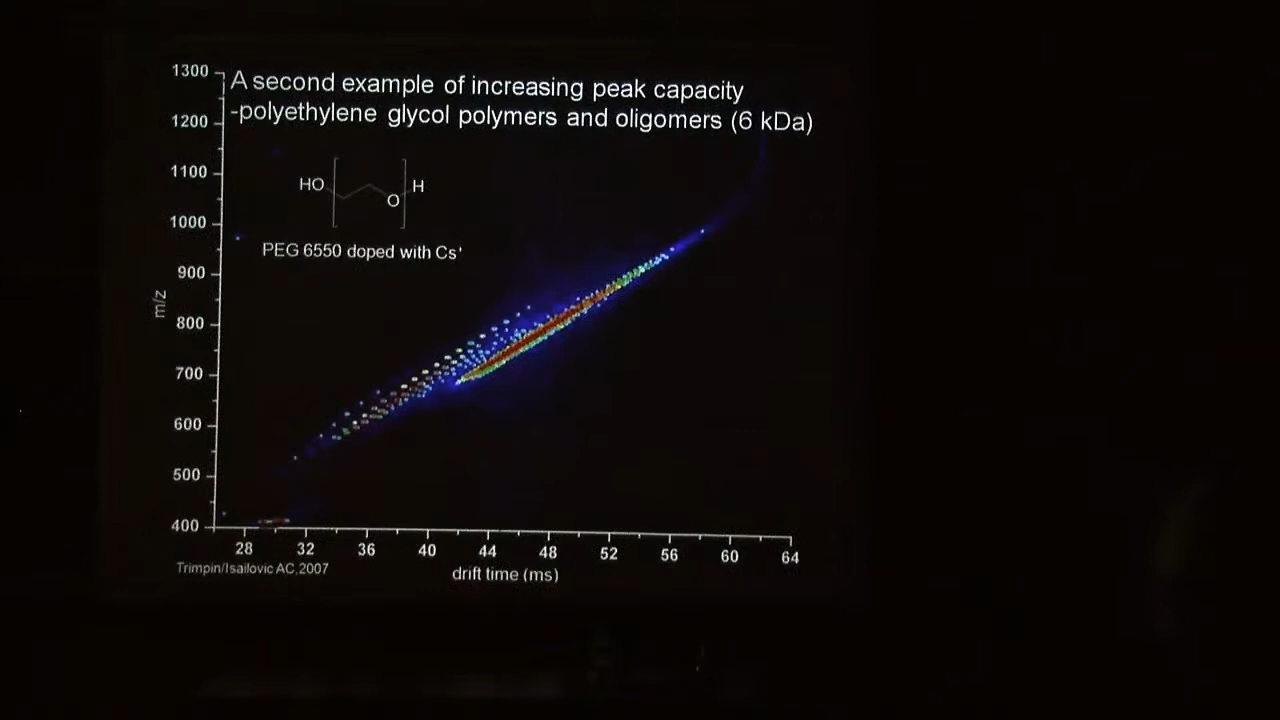 A second example of increasing peak capacity
-polyethylene glycol polymers and oligomers (6 kDa)
HO
H
O
PEG 6550 doped with Cs⁺
m/z
1300
1200
1100
1000
900
800
700
600
500
400
28 32 36 40 44 48 52 56 60 64
drift time (ms)
Trimpin/Isailovic AC,2007